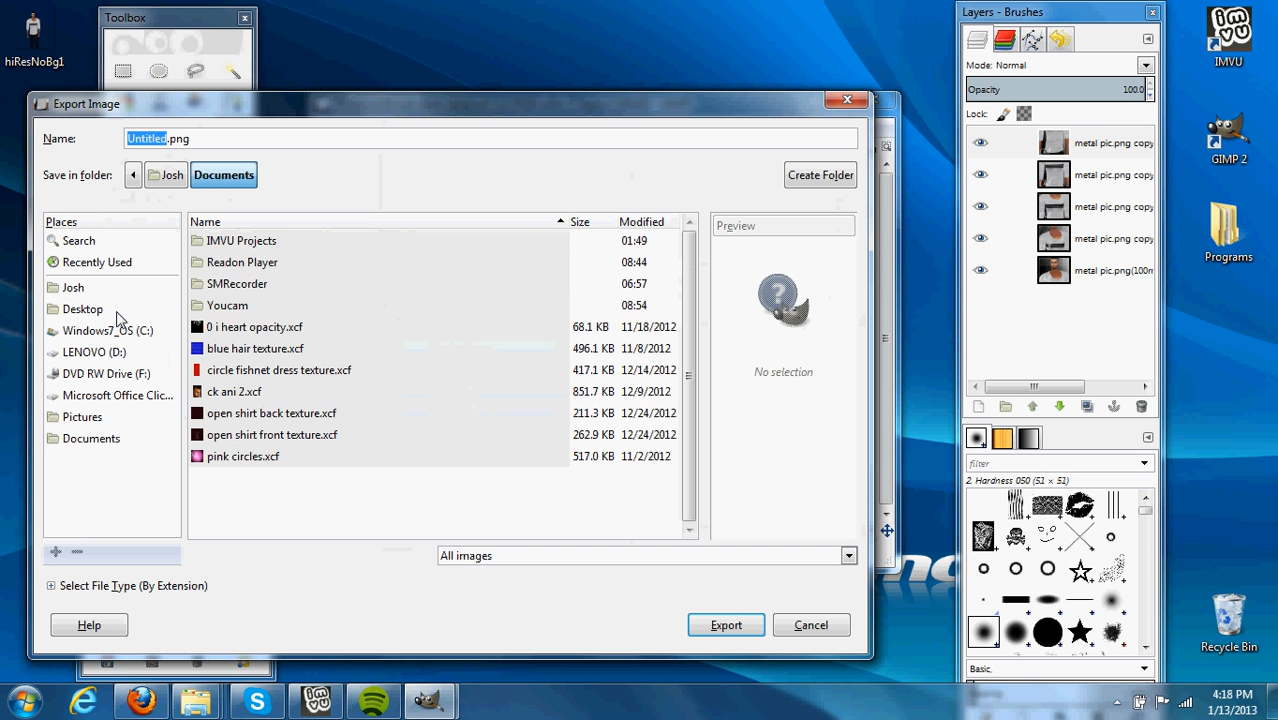 hiResNoBg1
Toolbox
Export Image
Name:
Untitled.png
Save in folder:
Josh
Documents
Create Folder
Places
Search
Recently Used
Josh
Desktop
Windows7_OS (C:)
LENOVO (D:)
DVD RW Drive (F:)
Microsoft Office Clic...
Pictures
Documents
Name Size Modified
IMVU Projects 01:49
Readon Player 08:44
SMRecorder 06:57
Youcam 08:54
0 i heart opacity.xcf 68.1 KB 11/18/2012
blue hair texture.xcf 496.1 KB 11/8/2012
circle fishnet dress texture.xcf 417.1 KB 12/14/2012
ck ani 2.xcf 851.7 KB 12/9/2012
open shirt back texture.xcf 211.3 KB 12/24/2012
open shirt front texture.xcf 262.9 KB 12/24/2012
pink circles.xcf 517.0 KB 11/2/2012
Preview
No selection
All images
Select File Type (By Extension)
Help
Export
Cancel
Layers - Brushes
Mode: Normal
Opacity 100.0
Lock:
metal pic.png copy
metal pic.png copy
metal pic.png copy
metal pic.png copy
metal pic.png(100m
filter
2. Hardness 050 (51 × 51)
Basic,
imvu
IMVU
GIMP 2
Programs
Recycle Bin
imvu
4:18 PM
1/13/2013